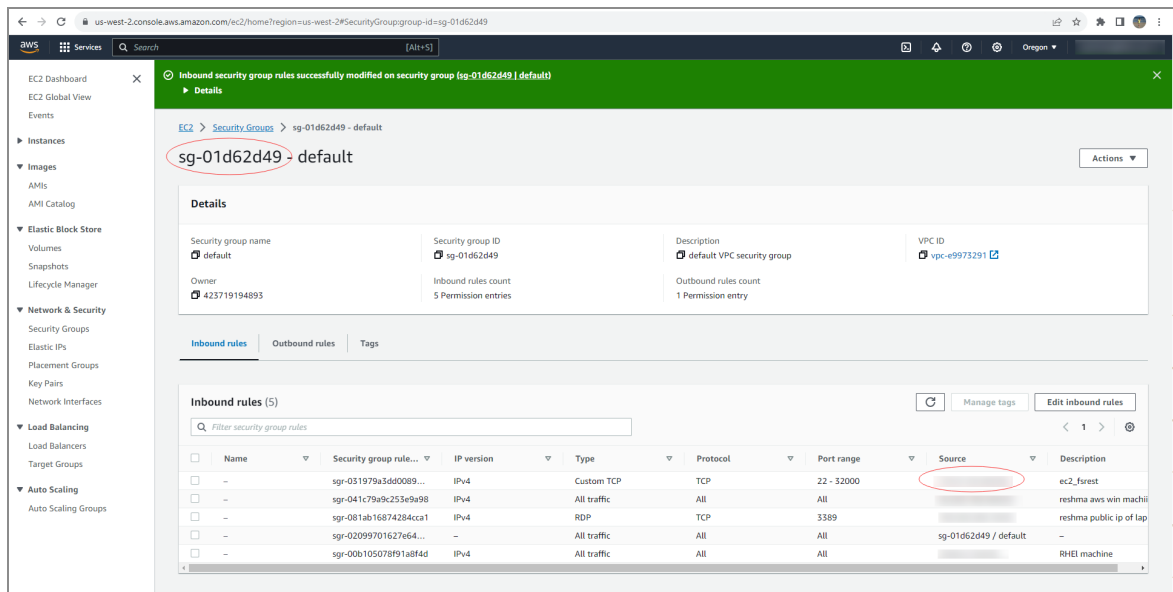 us-west-2.console.aws.amazon.com/ec2/home?region=us-west-2#SecurityGroup:group-id=sg-01d62d49
aws Services Search [Alt+S] Oregon
EC2 Dashboard
EC2 Global View
Events
Instances
Images
AMIs
AMI Catalog
Elastic Block Store
Volumes
Snapshots
Lifecycle Manager
Network & Security
Security Groups
Elastic IPs
Placement Groups
Key Pairs
Network Interfaces
Load Balancing
Load Balancers
Target Groups
Auto Scaling
Auto Scaling Groups
Inbound security group rules successfully modified on security group (sg-01d62d49 | default)
Details
EC2 > Security Groups > sg-01d62d49 - default
sg-01d62d49 - default
Actions
Details
Security group name Security group ID Description VPC ID
default sg-01d62d49 default VPC security group vpc-e9973291
Owner Inbound rules count Outbound rules count
423719194893 5 Permission entries 1 Permission entry
Inbound rules Outbound rules Tags
Inbound rules (5) Manage tags Edit inbound rules
Filter security group rules < 1 >
Name Security group rule... IP version Type Protocol Port range Source Description
– sgr-031979a3dd0089... IPv4 Custom TCP TCP 22 - 32000 ec2_fsrest
– sgr-041c79a9c253e9a98 IPv4 All traffic All All reshma aws win machii
– sgr-081ab16874284cca1 IPv4 RDP TCP 3389 reshma public ip of lap
– sgr-02099701627e64... – All traffic All All sg-01d62d49 / default –
– sgr-00b105078f91a8f4d IPv4 All traffic All All RHEl machine